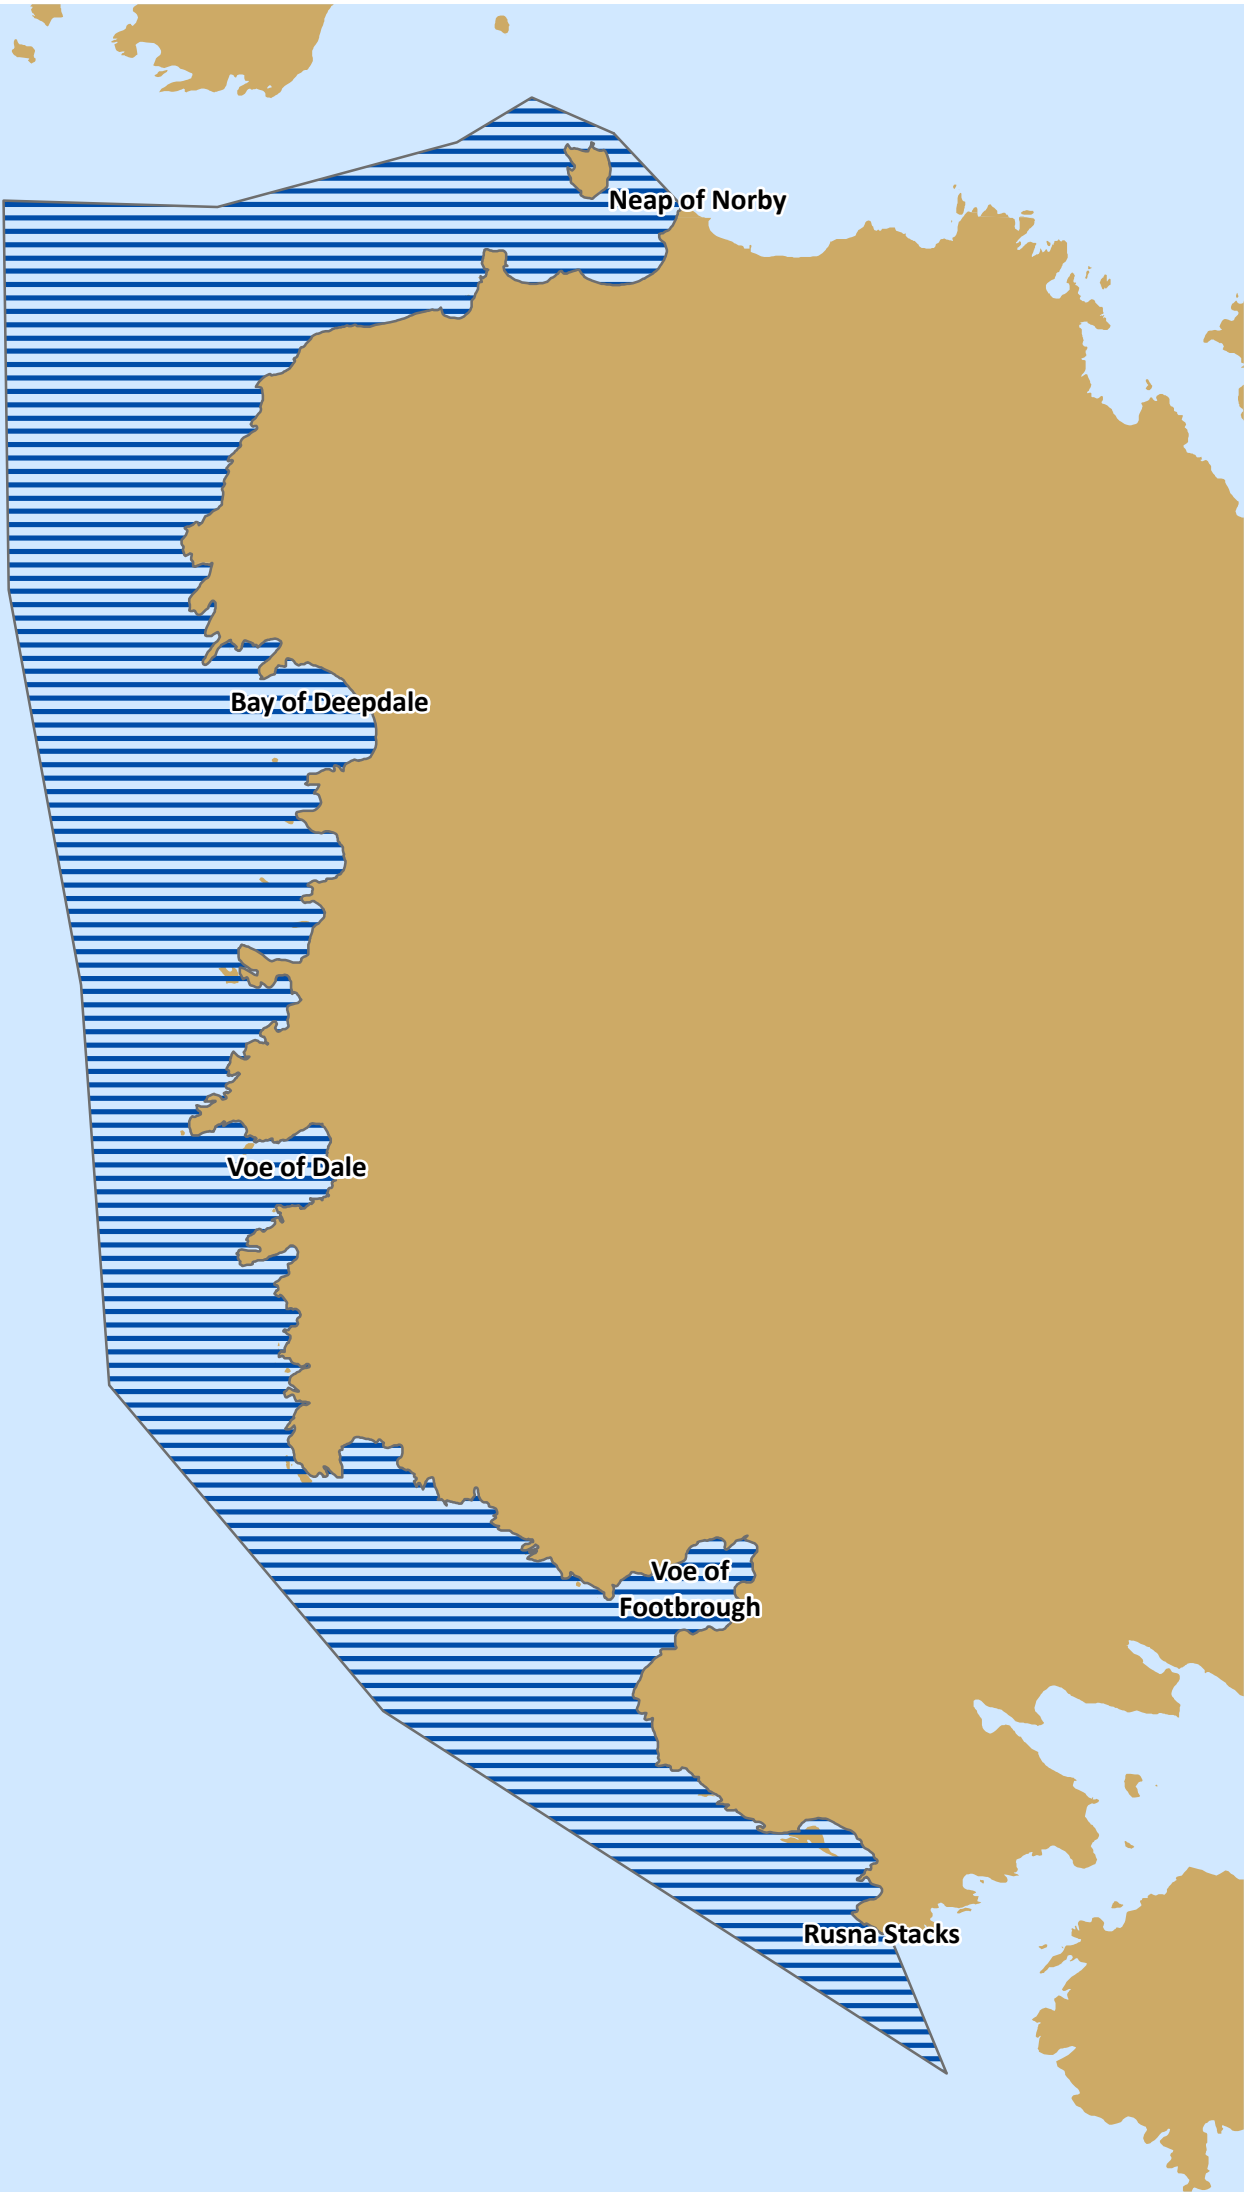 Neap of Norby
Bay of Deepdale
Voe of Dale
Voe of
Footbrough
Rusna Stacks